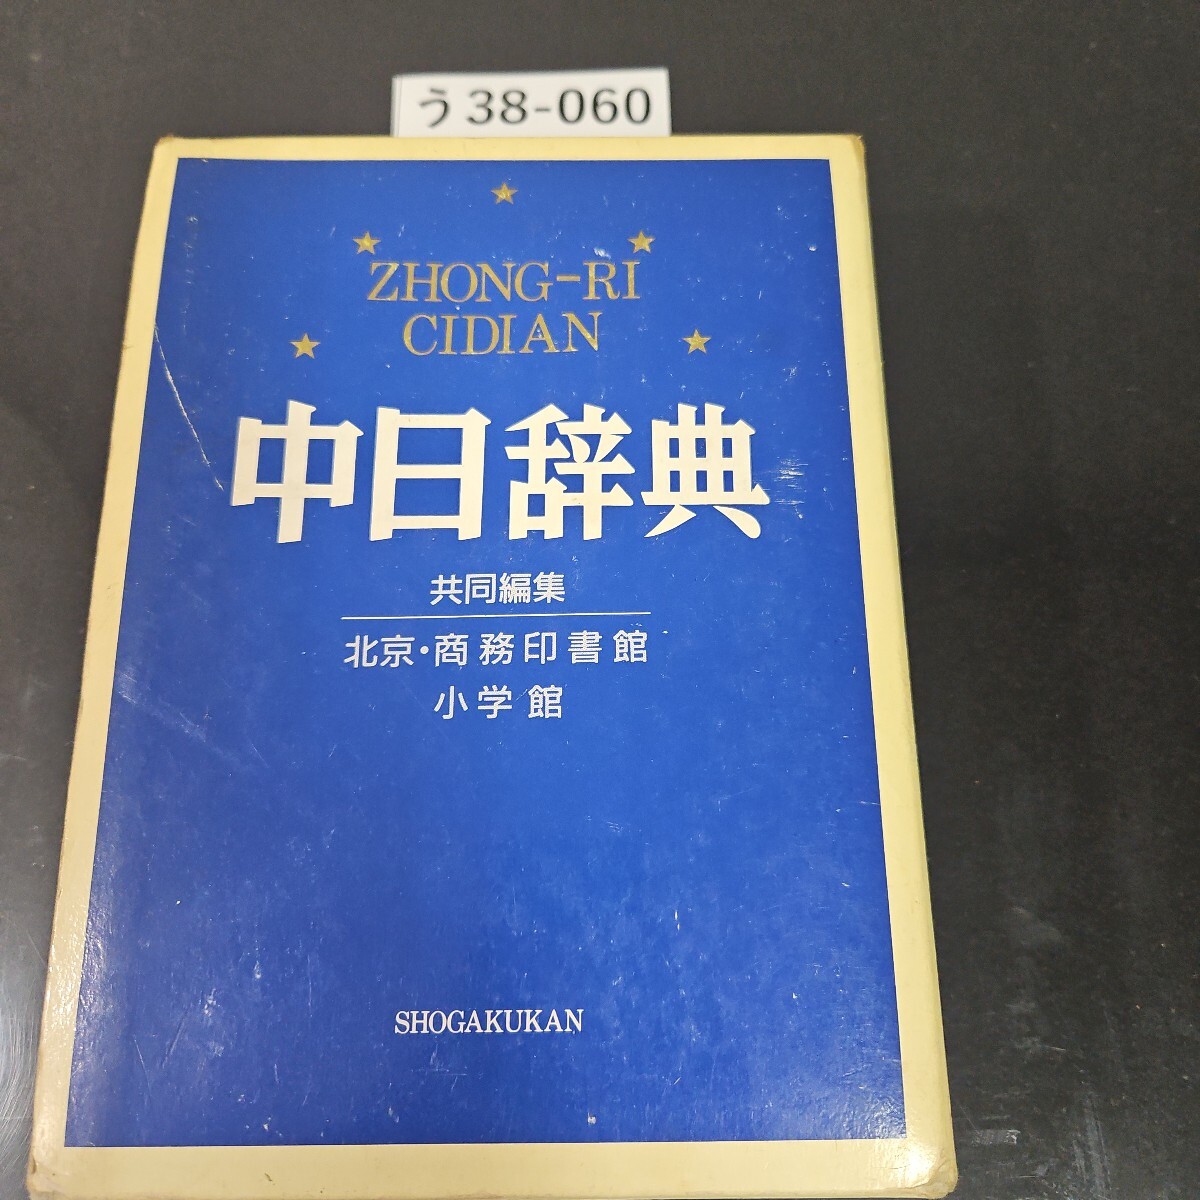 う38-060
ZHONG-RI
CIDIAN
中日辞典
共同編集
北京・商務印書館
小学館
SHOGAKUKAN